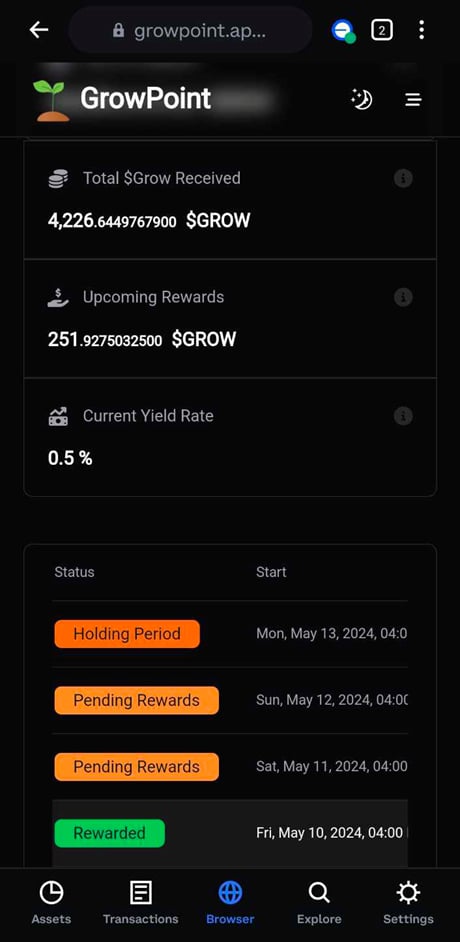 growpoint.ap...
2
GrowPoint
Total $Grow Received
4,226.6449767900 $GROW
Upcoming Rewards
251.9275032500 $GROW
Current Yield Rate
0.5 %
Status Start
Holding Period Mon, May 13, 2024, 04:0
Pending Rewards Sun, May 12, 2024, 04:00
Pending Rewards Sat, May 11, 2024, 04:00
Rewarded Fri, May 10, 2024, 04:00
Assets Transactions Browser Explore Settings